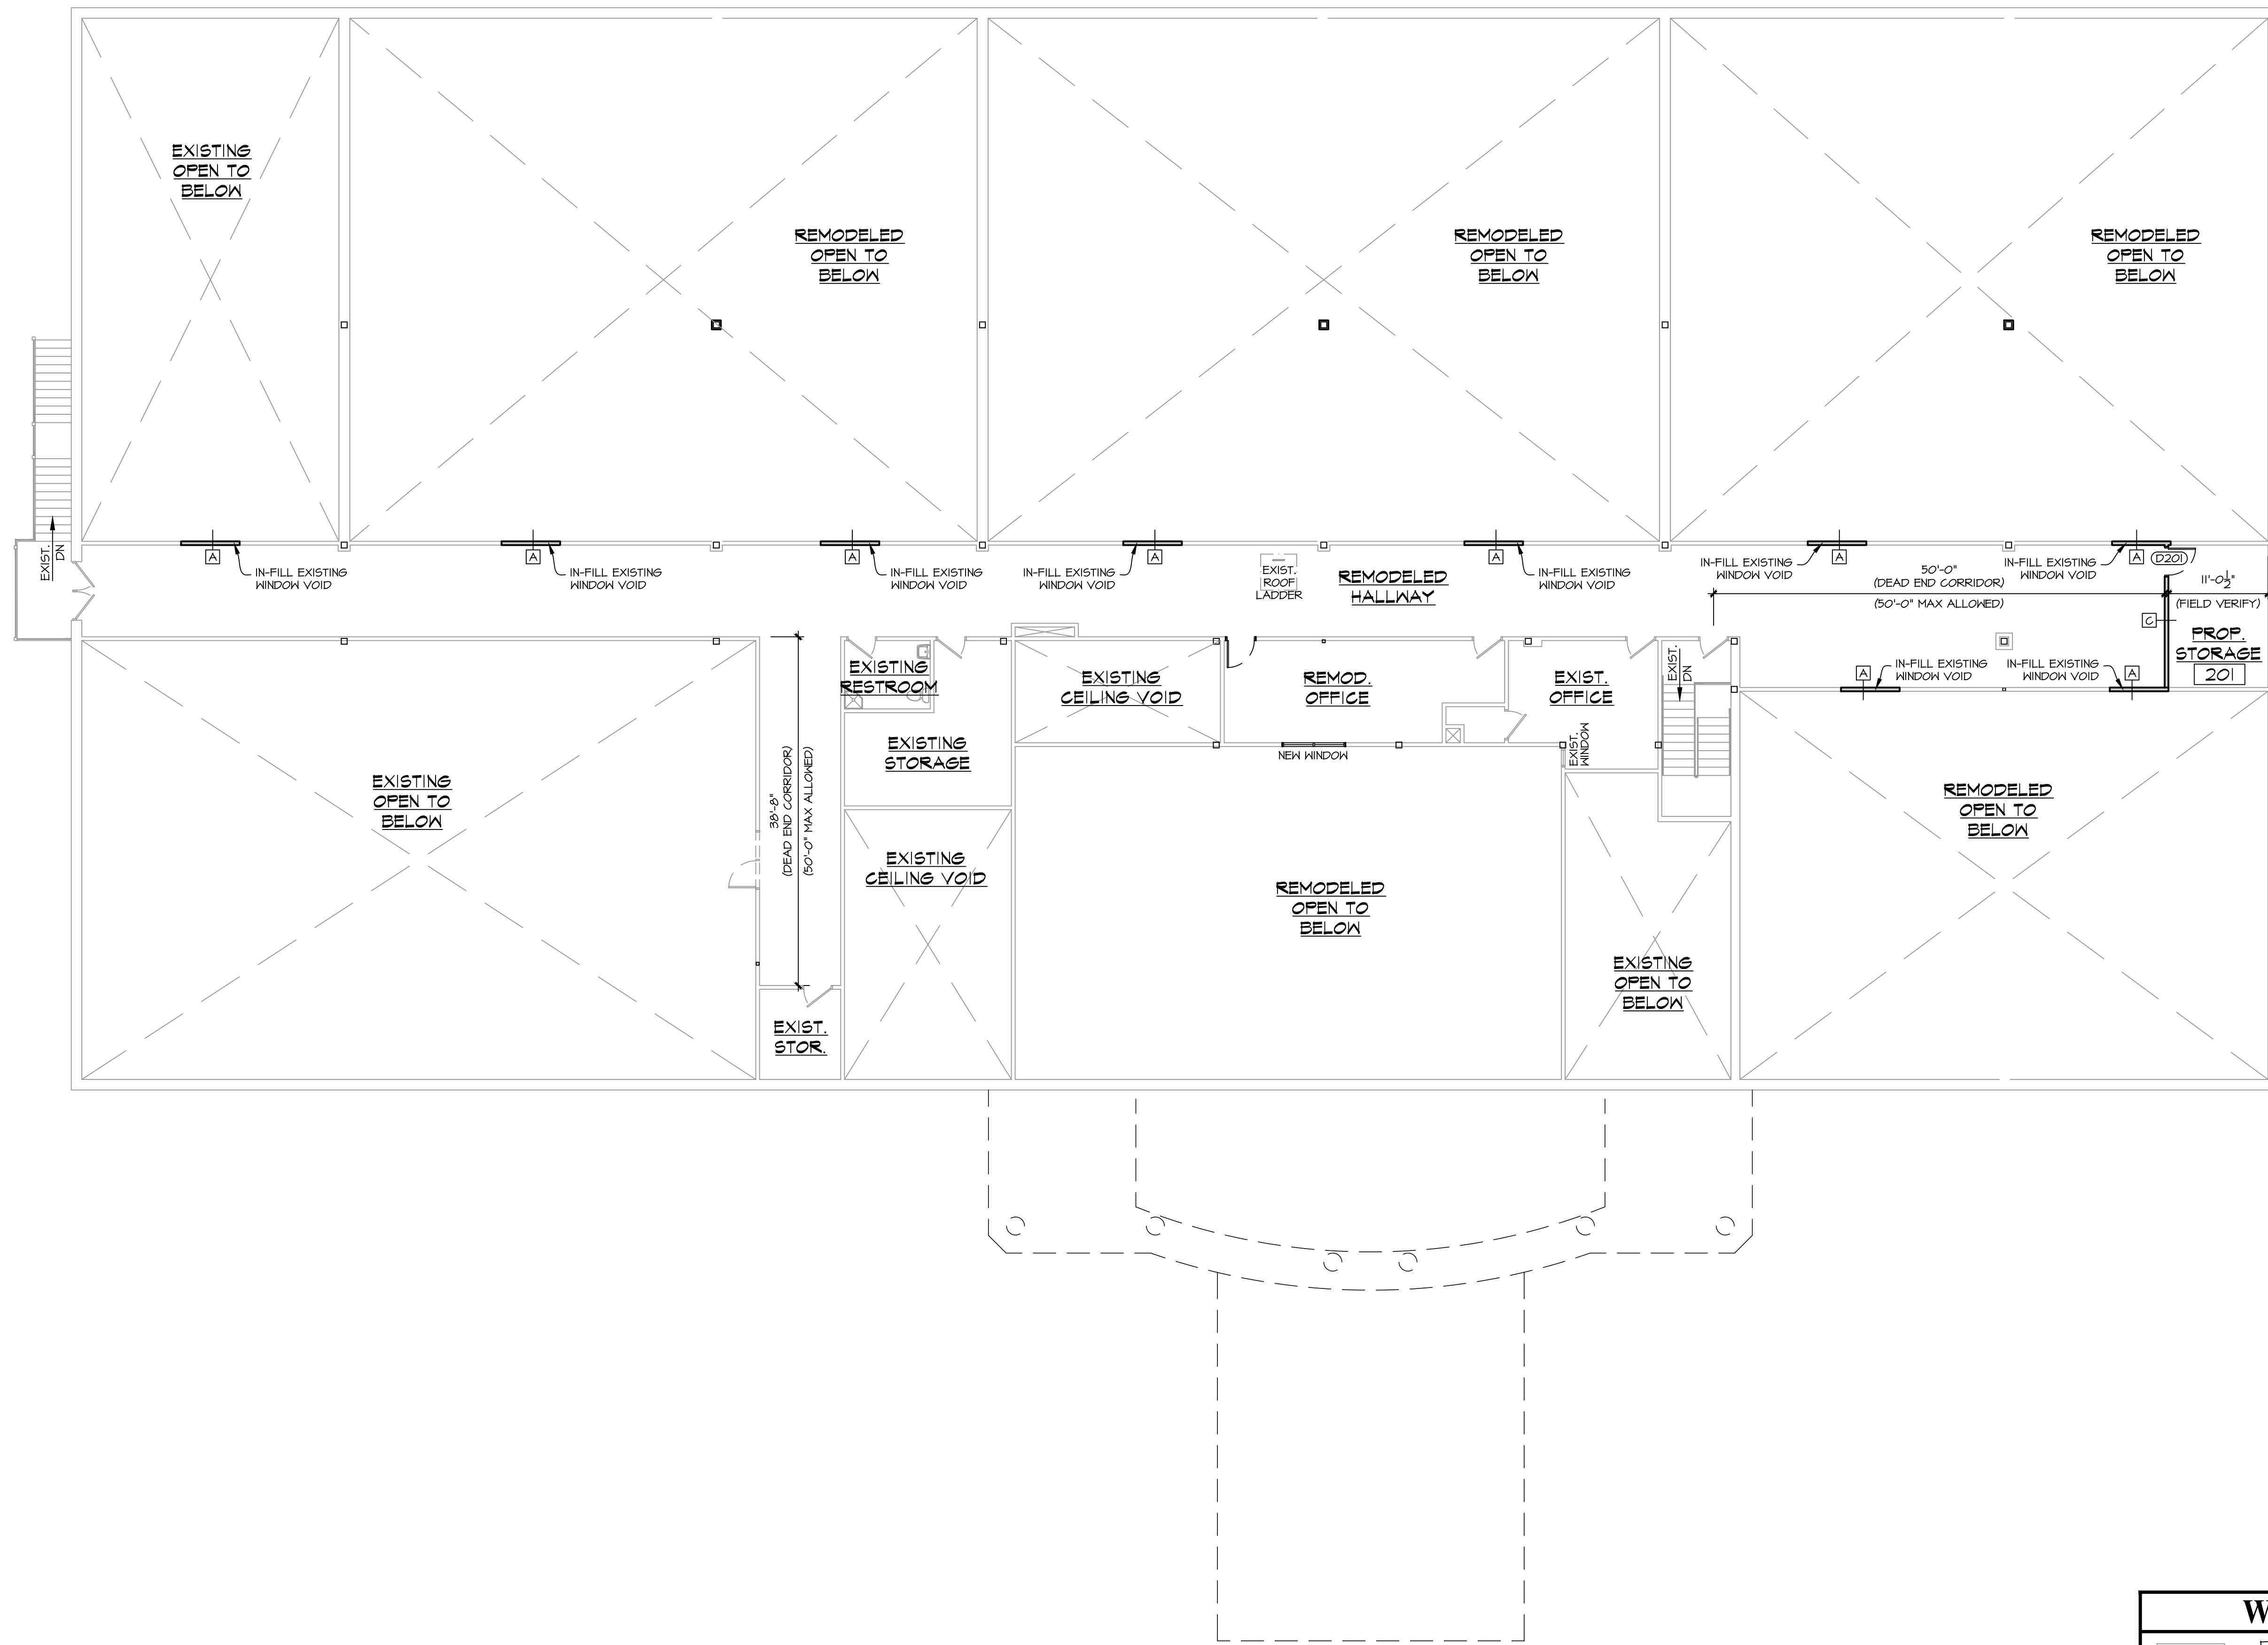 EXISTING
OPEN TO
BELOW
REMODELED
OPEN TO
BELOW
REMODELED
OPEN TO
BELOW
REMODELED
OPEN TO
BELOW
EXIST.
DN
A
IN-FILL EXISTING
WINDOW VOID
A
IN-FILL EXISTING
WINDOW VOID
A
IN-FILL EXISTING
WINDOW VOID
A
IN-FILL EXISTING
WINDOW VOID
EXIST.
ROOF
LADDER
REMODELED
HALLWAY
A
IN-FILL EXISTING
WINDOW VOID
A
IN-FILL EXISTING
WINDOW VOID
A
IN-FILL EXISTING
WINDOW VOID
D201
50'-0"
(DEAD END CORRIDOR)
(50'-0" MAX ALLOWED)
11'-0½"
(FIELD VERIFY)
C
PROP.
STORAGE
201
A
IN-FILL EXISTING
WINDOW VOID
IN-FILL EXISTING
WINDOW VOID
A
EXISTING
RESTROOM
EXISTING
CEILING VOID
REMOD.
OFFICE
EXIST.
OFFICE
EXIST.
DN
EXISTING
STORAGE
NEW WINDOW
EXIST.
WINDOW
EXISTING
OPEN TO
BELOW
38'-8"
(DEAD END CORRIDOR)
(50'-0" MAX ALLOWED)
EXISTING
CEILING VOID
REMODELED
OPEN TO
BELOW
REMODELED
OPEN TO
BELOW
EXISTING
OPEN TO
BELOW
EXIST.
STOR.
W